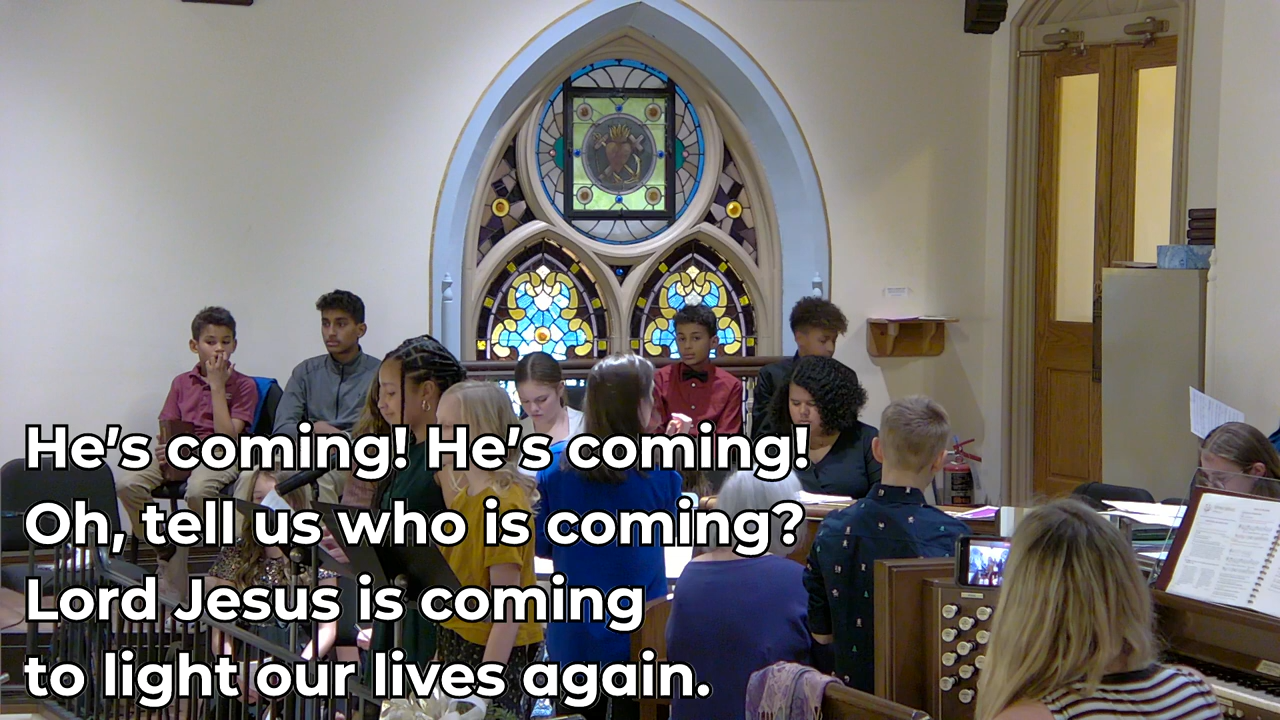 He's coming! He's coming!
Oh, tell us who is coming?
Lord Jesus is coming
to light our lives again.